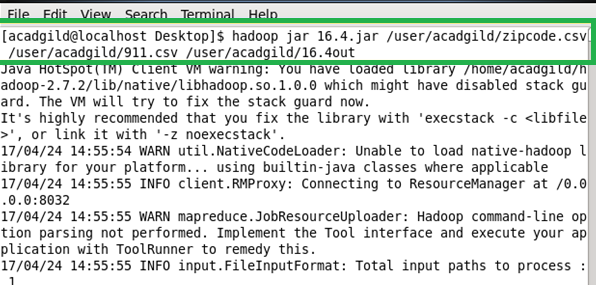 File Edit View Search Terminal Help
[acadgild@localhost Desktop]$ hadoop jar 16.4.jar /user/acadgild/zipcode.csv
/user/acadgild/911.csv /user/acadgild/16.4out
Java HotSpot(TM) Client VM warning: You have loaded library /home/acadgild/h
adoop-2.7.2/lib/native/libhadoop.so.1.0.0 which might have disabled stack gu
ard. The VM will try to fix the stack guard now.
It's highly recommended that you fix the library with 'execstack -c <libfile
>', or link it with '-z noexecstack'.
17/04/24 14:55:54 WARN util.NativeCodeLoader: Unable to load native-hadoop l
ibrary for your platform... using builtin-java classes where applicable
17/04/24 14:55:55 INFO client.RMProxy: Connecting to ResourceManager at /0.0
.0.0:8032
17/04/24 14:55:55 WARN mapreduce.JobResourceUploader: Hadoop command-line op
tion parsing not performed. Implement the Tool interface and execute your ap
plication with ToolRunner to remedy this.
17/04/24 14:55:55 INFO input.FileInputFormat: Total input paths to process :
1